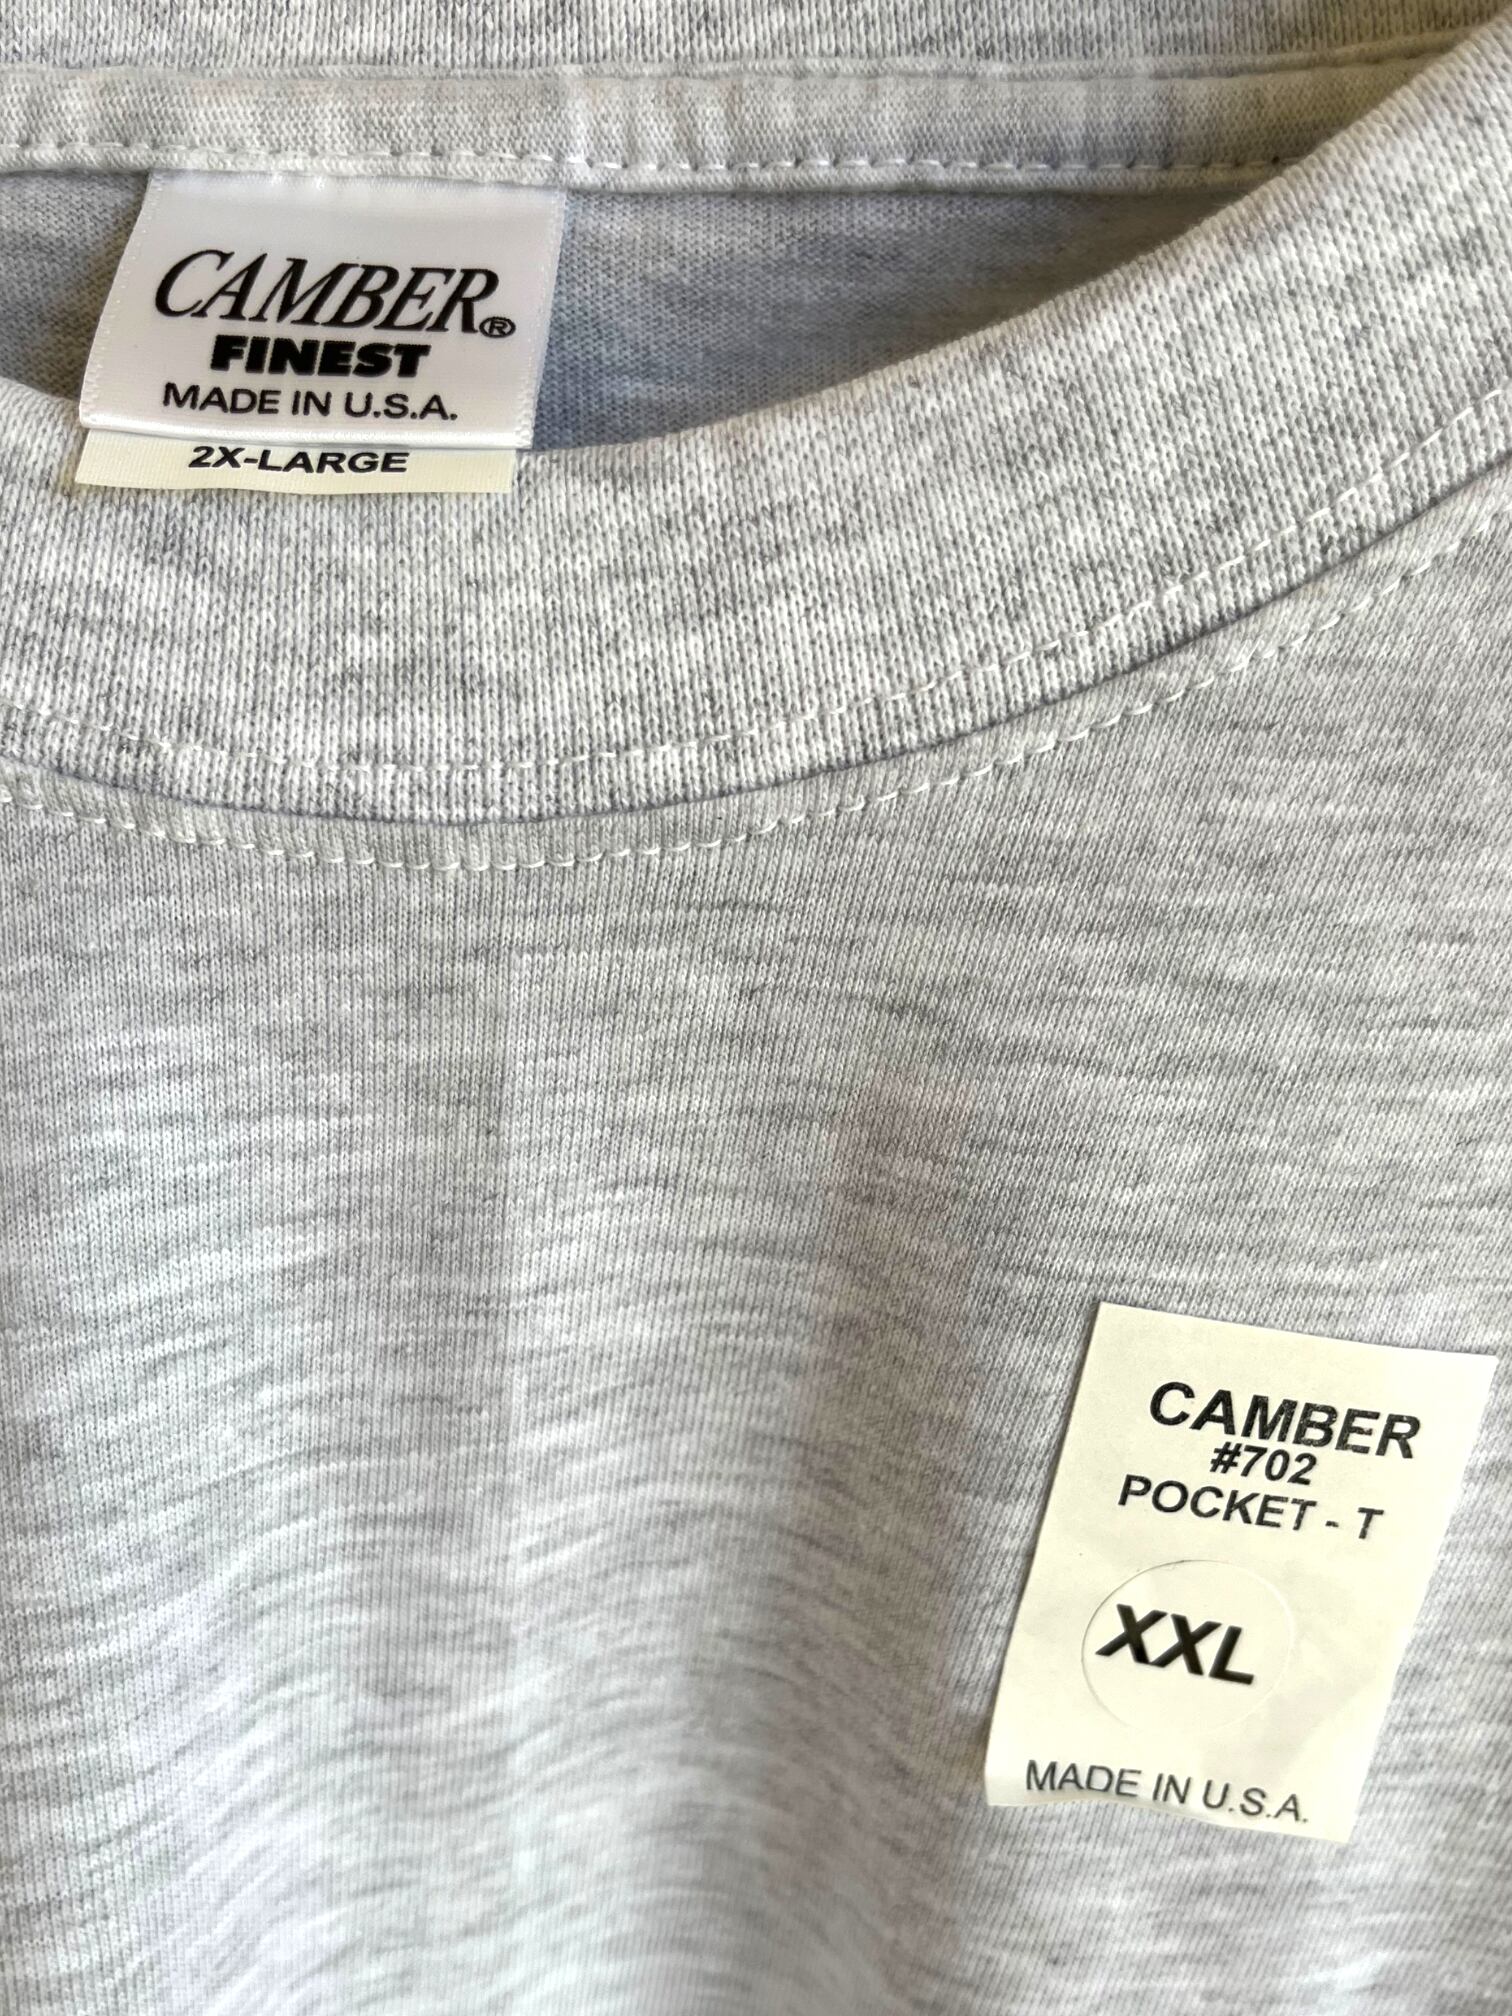 CAMBER®
FINEST
MADE IN U.S.A.
2X-LARGE
CAMBER
#702
POCKET - T
XXL
MADE IN U.S.A.